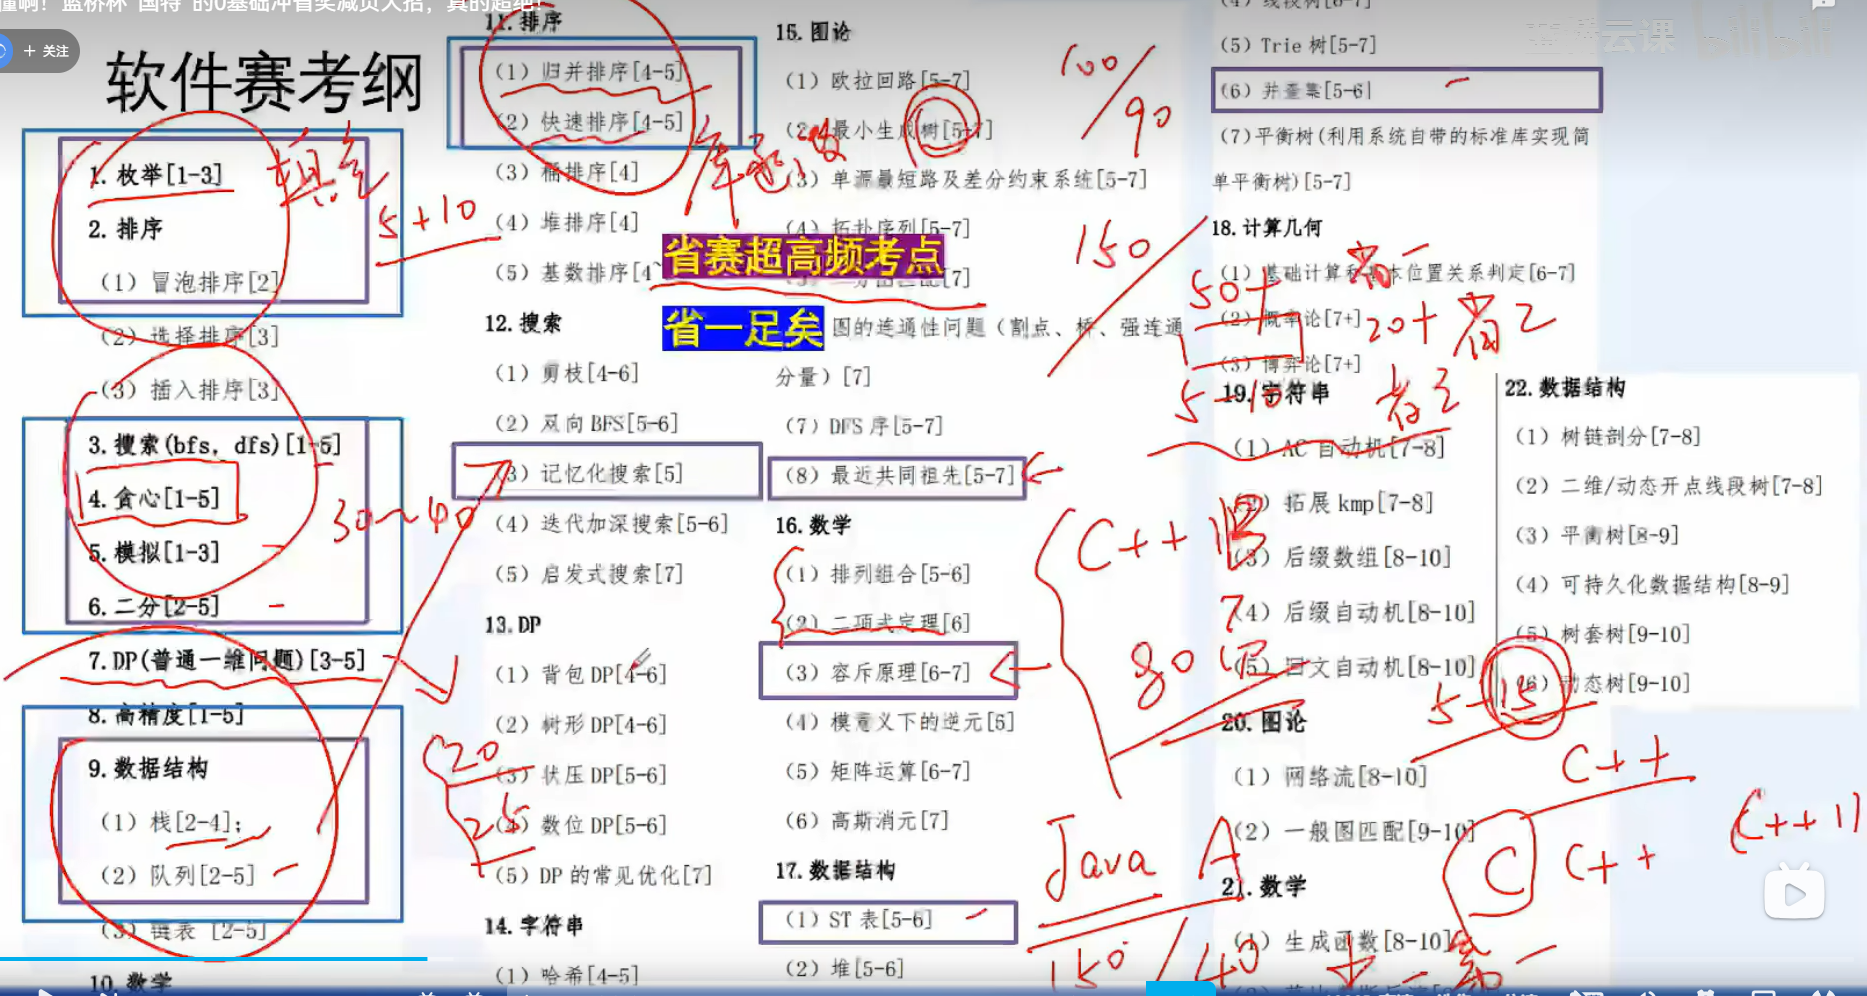 懂啊！蓝桥杯“国特”的0基础冲省奖减负大招，真的超绝！
+ 关注
软件赛考纲
1. 枚举[1-3]
2. 排序
（1）冒泡排序[2]
（2）选择排序[3]
（3）插入排序[3]
3. 搜索(bfs, dfs)[1-5]
4. 贪心[1-5]
5. 模拟[1-3]
6. 二分[2-5]
7. DP(普通一维问题)[3-5]
8. 高精度[1-5]
9. 数据结构
（1）栈[2-4];
（2）队列[2-5]
（3）链表 [2-5]
10. 数学
真
5+10
30~40
11. 排序
（1）归并排序[4-5]
（2）快速排序[4-5]
（3）桶排序[4]
（4）堆排序[4]
（5）基数排序[4]
12. 搜索
（1）剪枝[4-6]
（2）双向 BFS[5-6]
（3）记忆化搜索[5]
（4）迭代加深搜索[5-6]
（5）启发式搜索[7]
13. DP
（1）背包 DP[4-6]
（2）树形 DP[4-6]
（3）状压 DP[5-6]
（4）数位 DP[5-6]
（5）DP 的常见优化[7]
14. 字符串
（1）哈希[4-5]
20
25
省赛超高频考点
省一足矣
15. 图论
（1）欧拉回路[5-7]
（2）最小生成树[5-7]
（3）单源最短路及差分约束系统[5-7]
（4）拓扑序列[5-7]
[7]
图的连通性问题（割点、桥、强连通
分量）[7]
（7）DFS 序[5-7]
（8）最近共同祖先[5-7]
16. 数学
（1）排列组合[5-6]
（2）二项式定理[6]
（3）容斥原理[6-7]
（4）模意义下的逆元[5]
（5）矩阵运算[6-7]
（6）高斯消元[7]
17. 数据结构
（1）ST 表[5-6]
（2）堆[5-6]
100/90
150
C++
80
Java A
150/40
（4）线段树[6-7]
（5）Trie 树[5-7]
（6）并查集[5-6]
（7）平衡树(利用系统自带的标准库实现简
单平衡树)[5-7]
18. 计算几何
（1）基础计算和基本位置关系判定[6-7]
（2）概率论[7+]
（3）博弈论[7+]
50+ 省一
20+ 省2
5-10 省3
19. 字符串
（1）AC 自动机[7-8]
（2）拓展 kmp[7-8]
（3）后缀数组[8-10]
（4）后缀自动机[8-10]
（5）回文自动机[8-10]
20. 图论
（1）网络流[8-10]
（2）一般图匹配[9-10]
21. 数学
（1）生成函数[8-10]
22. 数据结构
（1）树链剖分[7-8]
（2）二维/动态开点线段树[7-8]
（3）平衡树[8-9]
（4）可持久化数据结构[8-9]
（5）树套树[9-10]
（6）动态树[9-10]
5-15
C++
C C++
蓝桥云课
bilibili